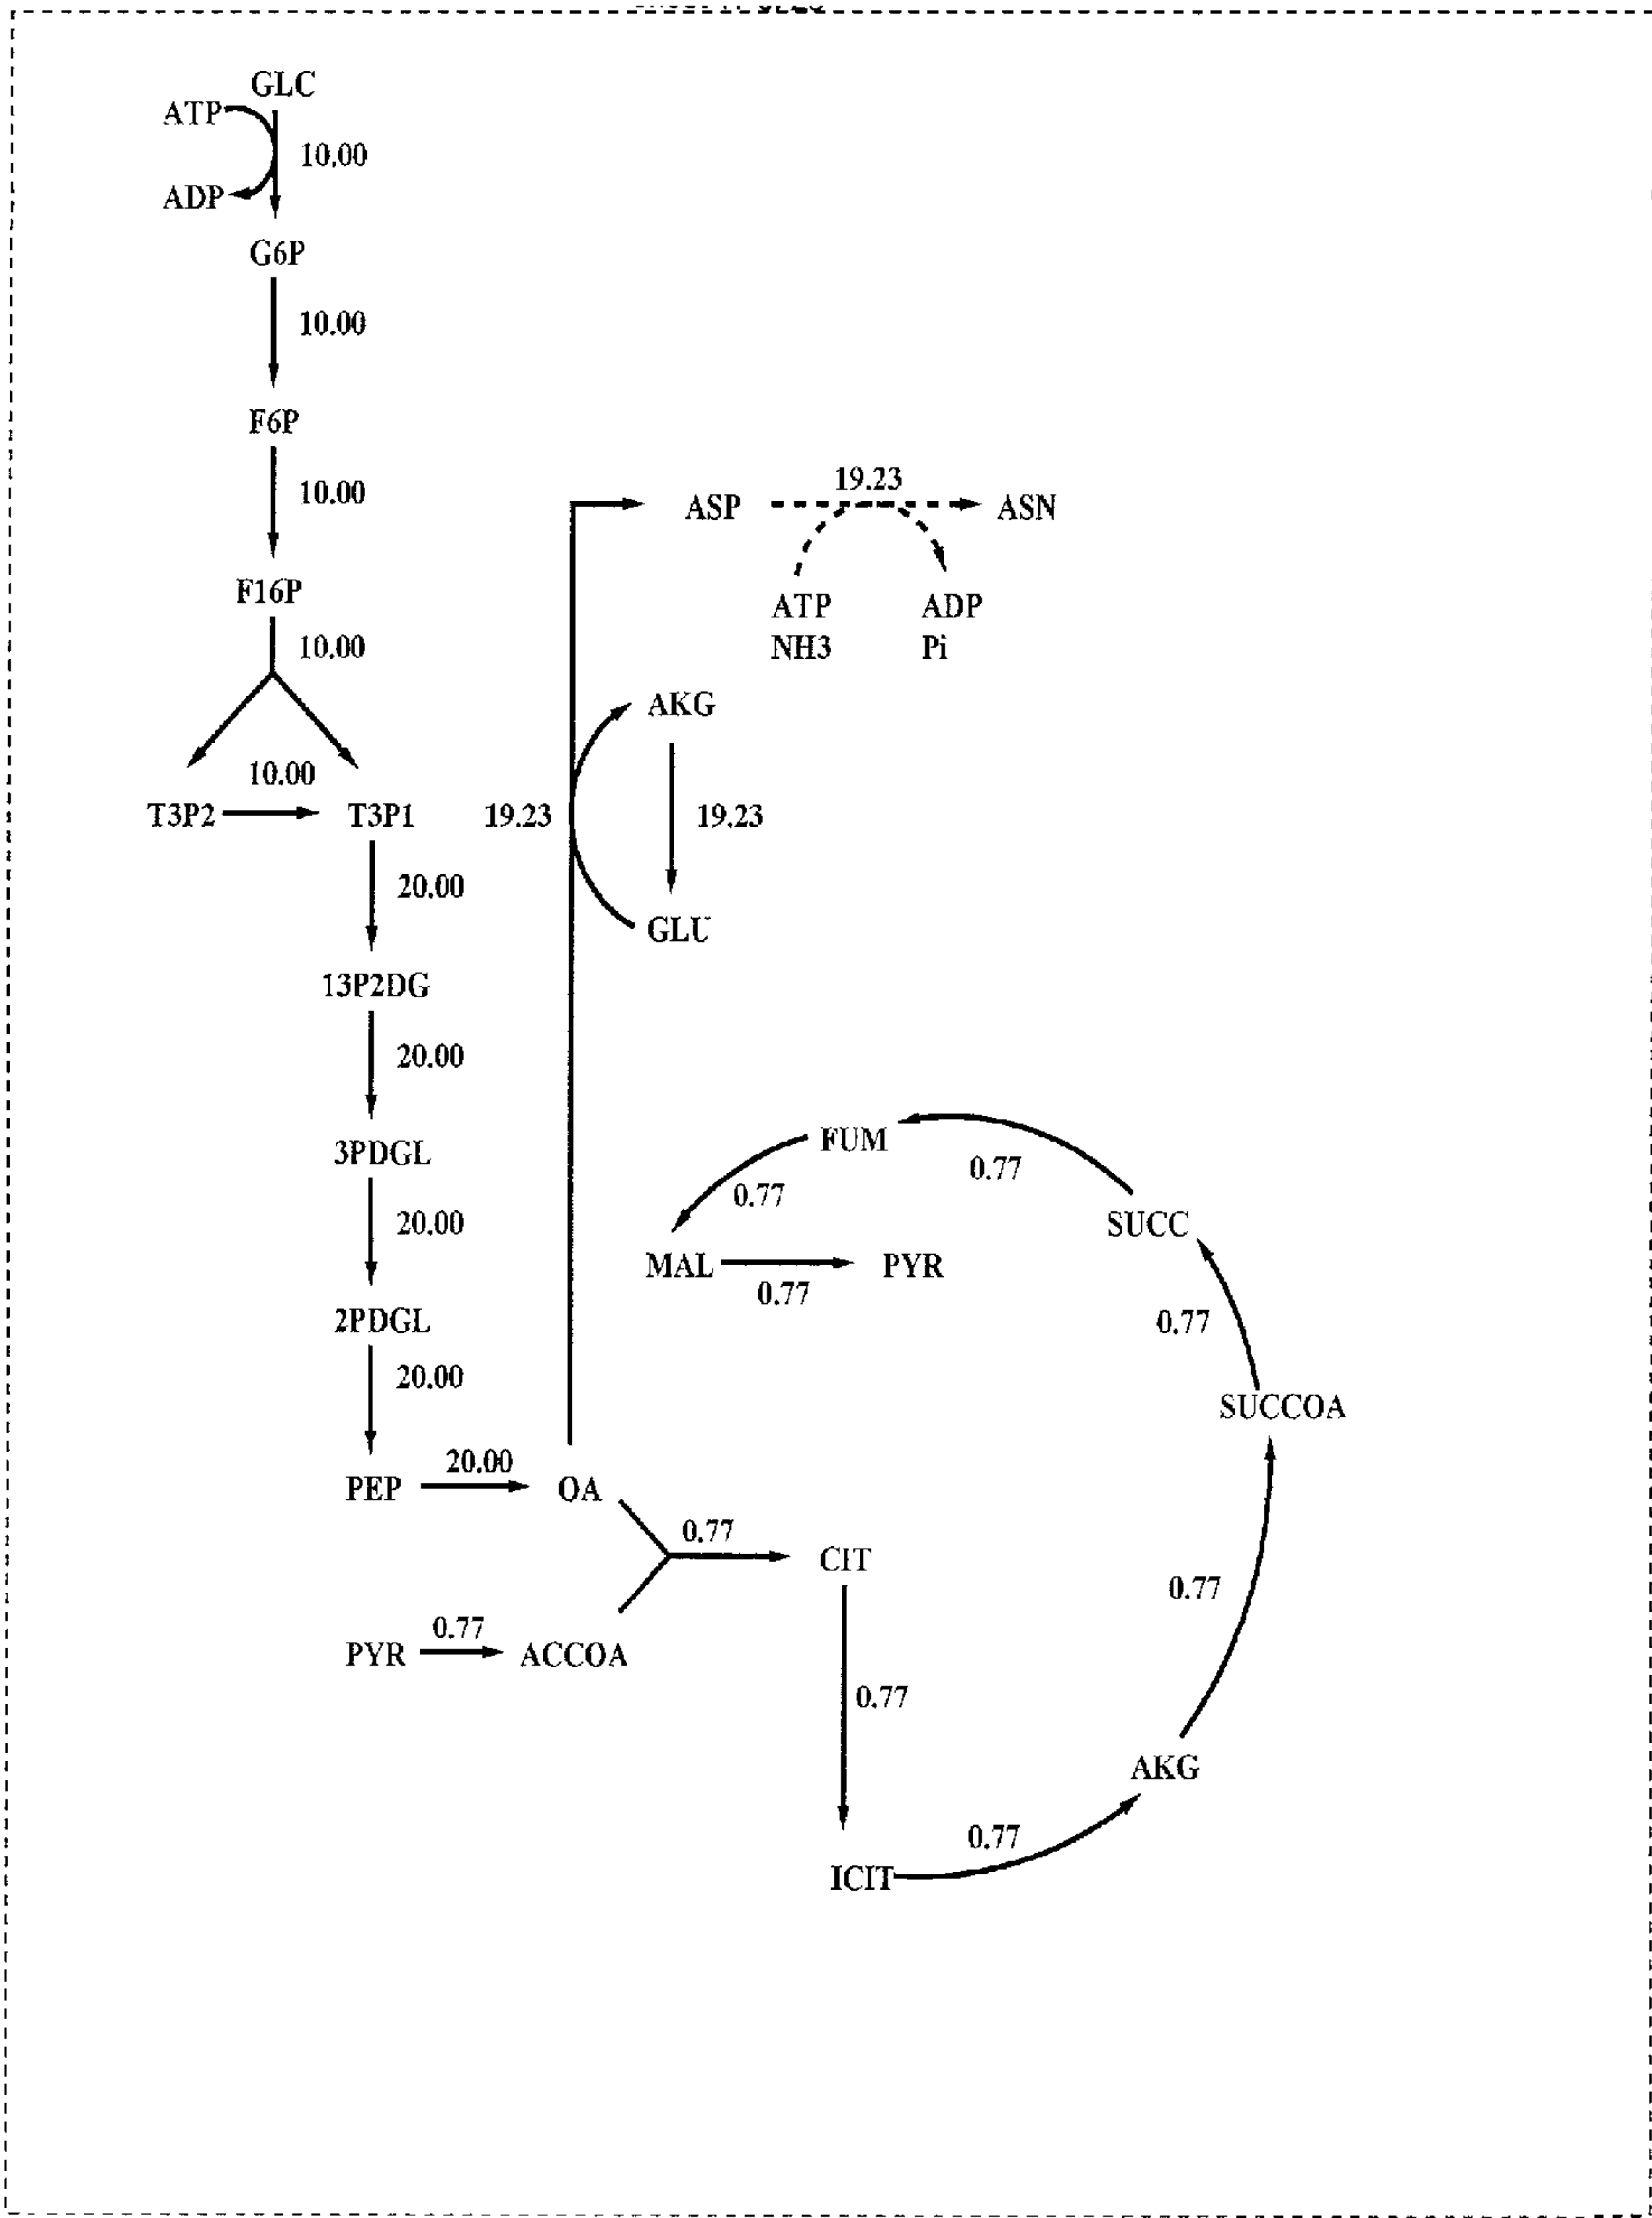 GLC
ATP
10.00
ADP
G6P
10.00
F6P
10.00
19.23
ASP
ASN
F16P
ATP
ADP
10.00
NH3
Pi
AKG
10.00
T3P2
T3P1
19.23
19.23
20.00
GLU
13P2DG
20.00
FUM
3PDGL
0.77
0.77
20.00
SUCC
MAL
PYR
0.77
2PDGL
0.77
20.00
SUCCOA
20.00
PEP
OA
0.77
CIT
0.77
0.77
PYR
ACCOA
0.77
AKG
0.77
ICIT